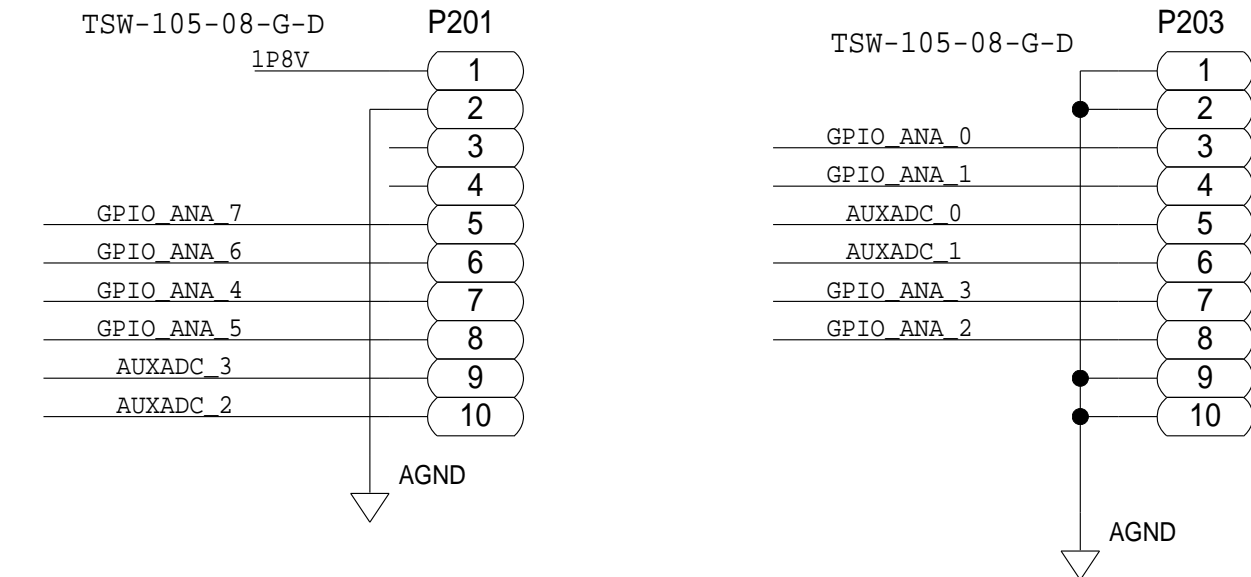 TSW-105-08-G-D P201
1P8V 1
2
3
4
GPIO_ANA_7 5
GPIO_ANA_6 6
GPIO_ANA_4 7
GPIO_ANA_5 8
AUXADC_3 9
AUXADC_2 10
AGND
TSW-105-08-G-D P203
1
2
GPIO_ANA_0 3
GPIO_ANA_1 4
AUXADC_0 5
AUXADC_1 6
GPIO_ANA_3 7
GPIO_ANA_2 8
9
10
AGND